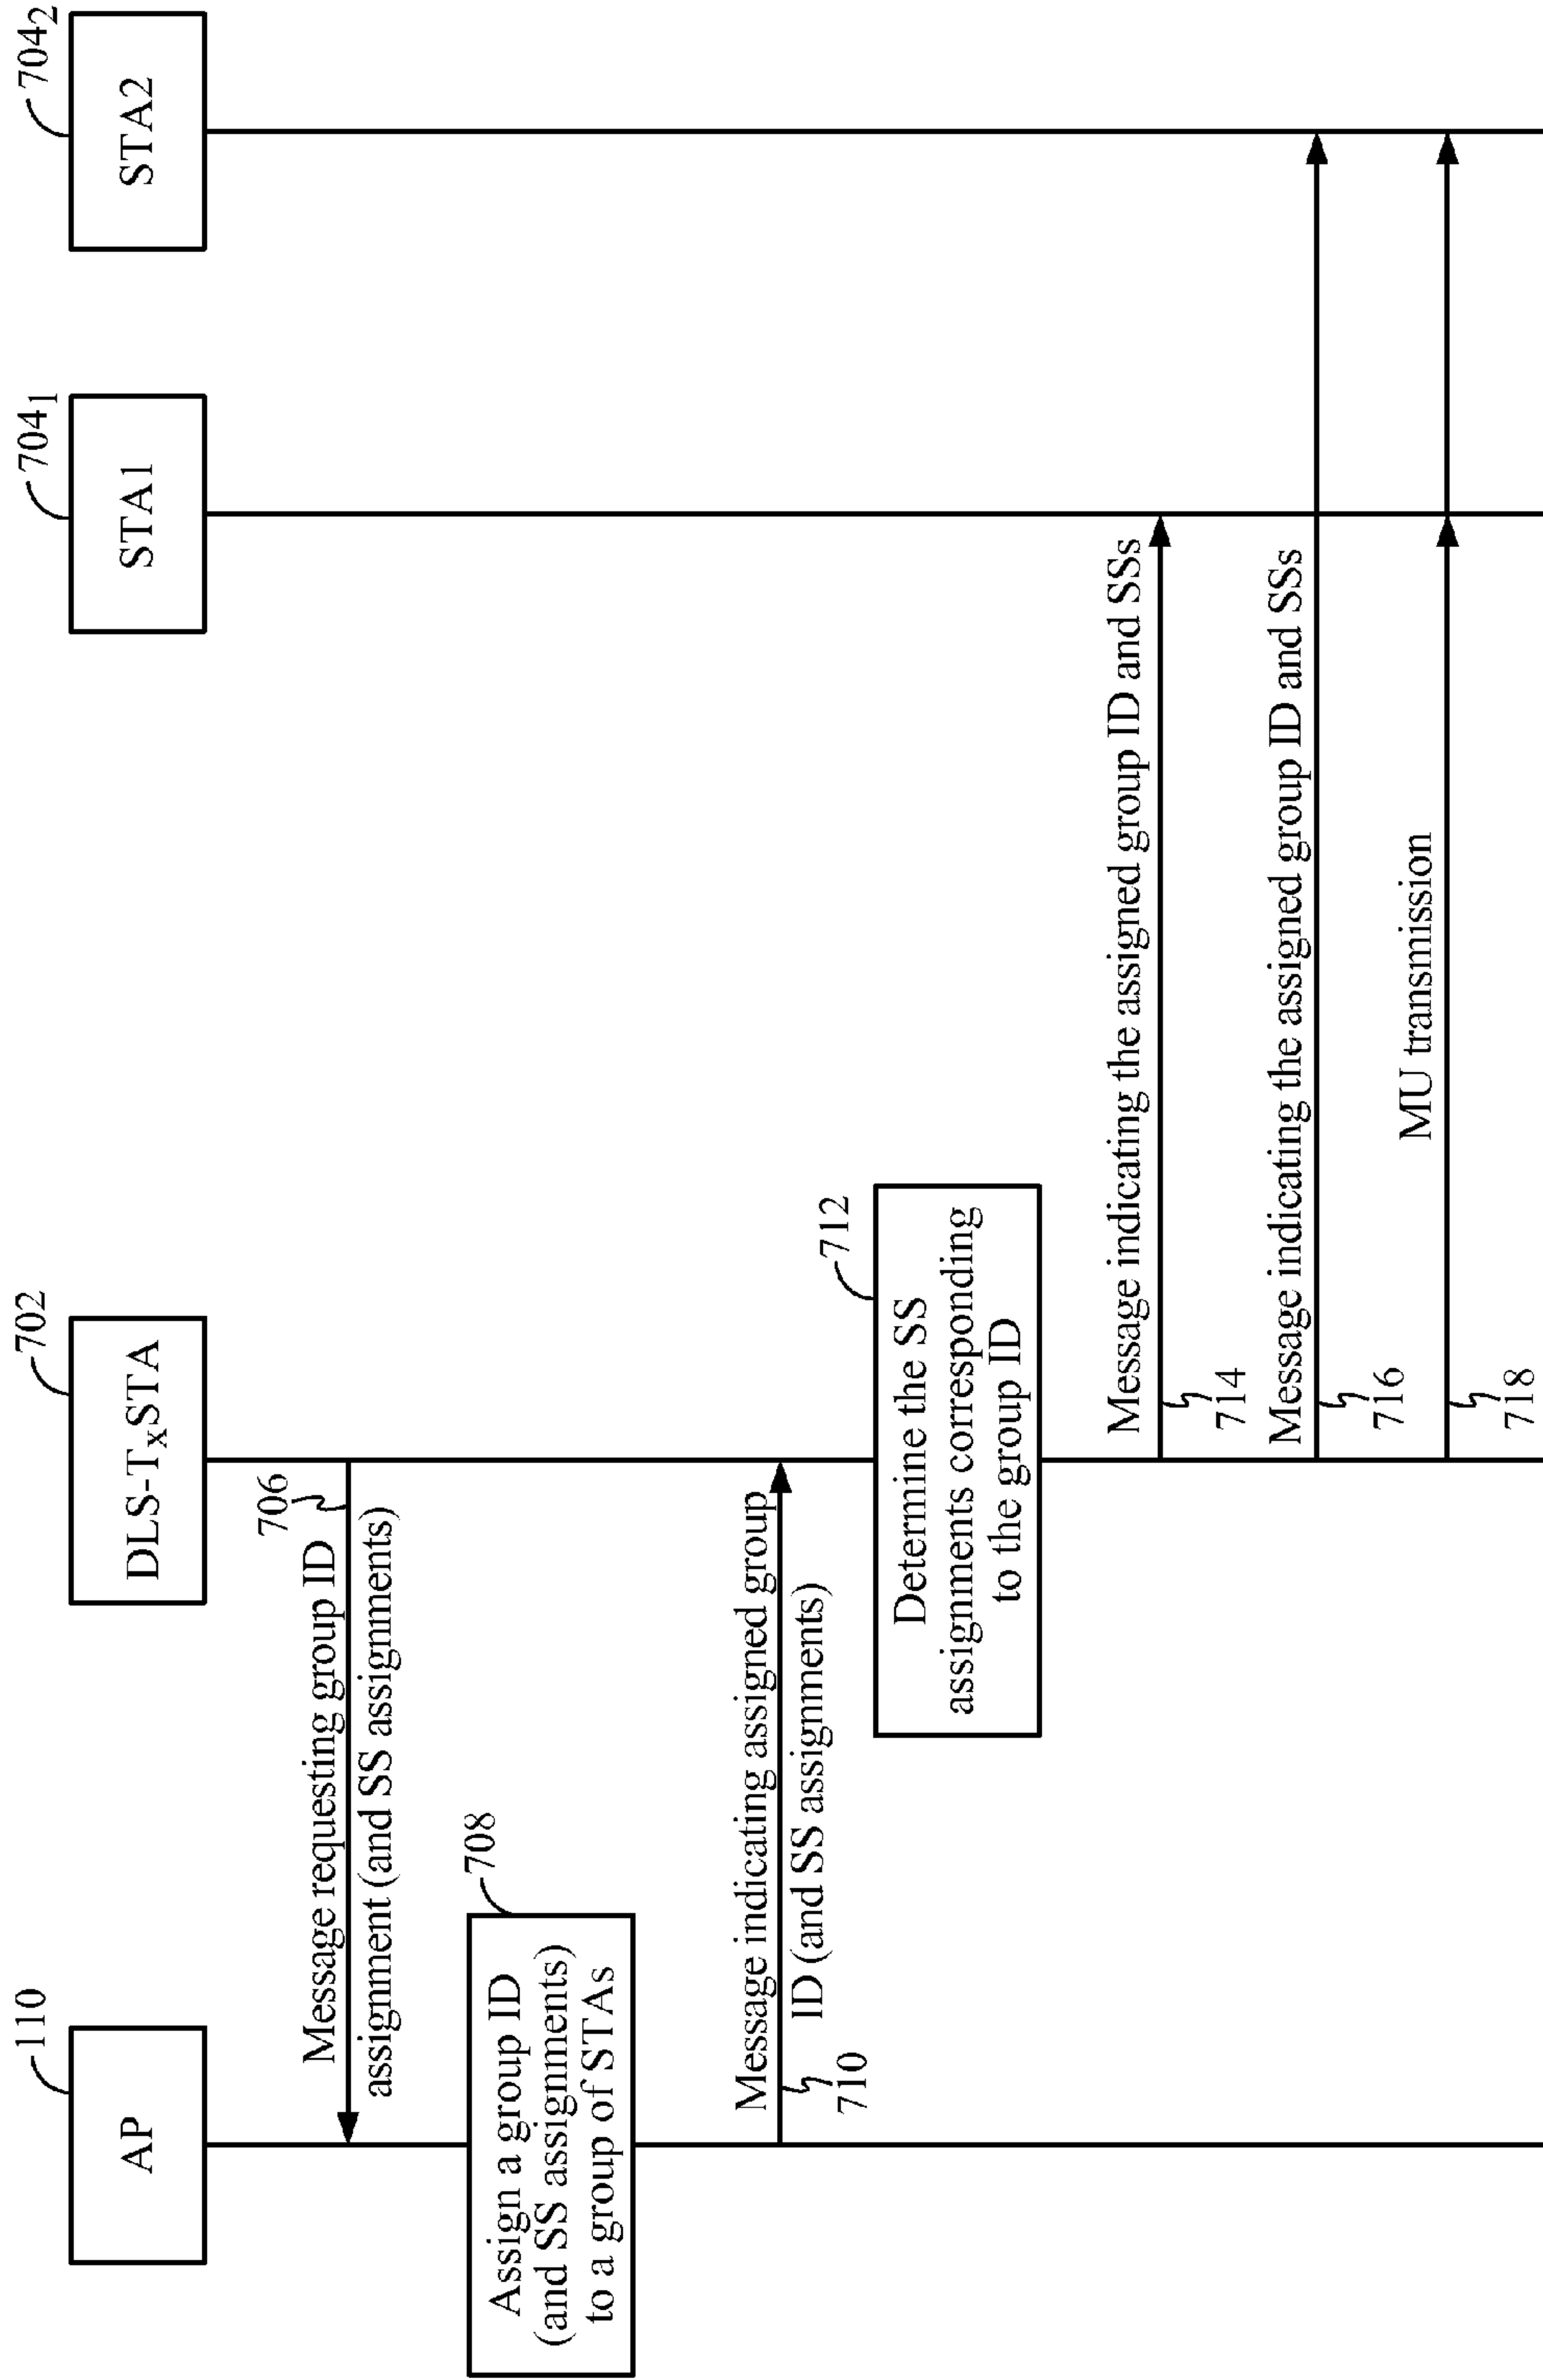 110
702
704₁
704₂
AP
DLS-TₓSTA
STA1
STA2
Message requesting group ID
706
assignment (and SS assignments)
708
Assign a group ID
(and SS assignments)
to a group of STAs
Message indicating assigned group
ID (and SS assignments)
710
712
Determine the SS
assignments corresponding
to the group ID
Message indicating the assigned group ID and SSs
714
Message indicating the assigned group ID and SSs
716
MU transmission
718